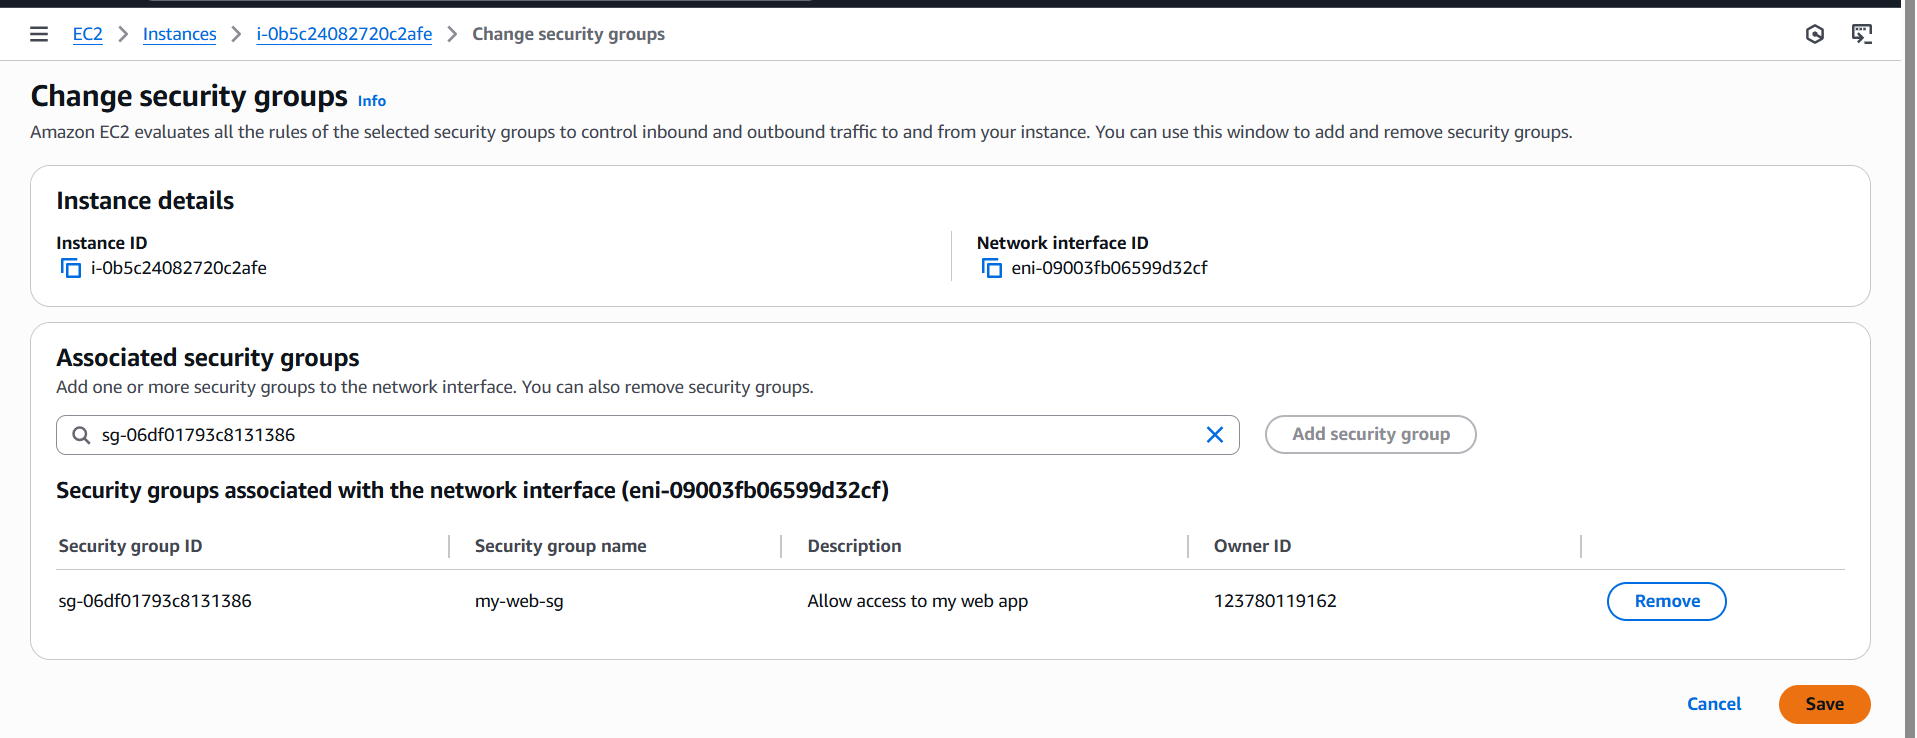 EC2 > Instances > i-0b5c24082720c2afe > Change security groups
Change security groups Info
Amazon EC2 evaluates all the rules of the selected security groups to control inbound and outbound traffic to and from your instance. You can use this window to add and remove security groups.
Instance details
Instance ID
i-0b5c24082720c2afe
Network interface ID
eni-09003fb06599d32cf
Associated security groups
Add one or more security groups to the network interface. You can also remove security groups.
sg-06df01793c8131386
Add security group
Security groups associated with the network interface (eni-09003fb06599d32cf)
Security group ID Security group name Description Owner ID
sg-06df01793c8131386 my-web-sg Allow access to my web app 123780119162 Remove
Cancel Save